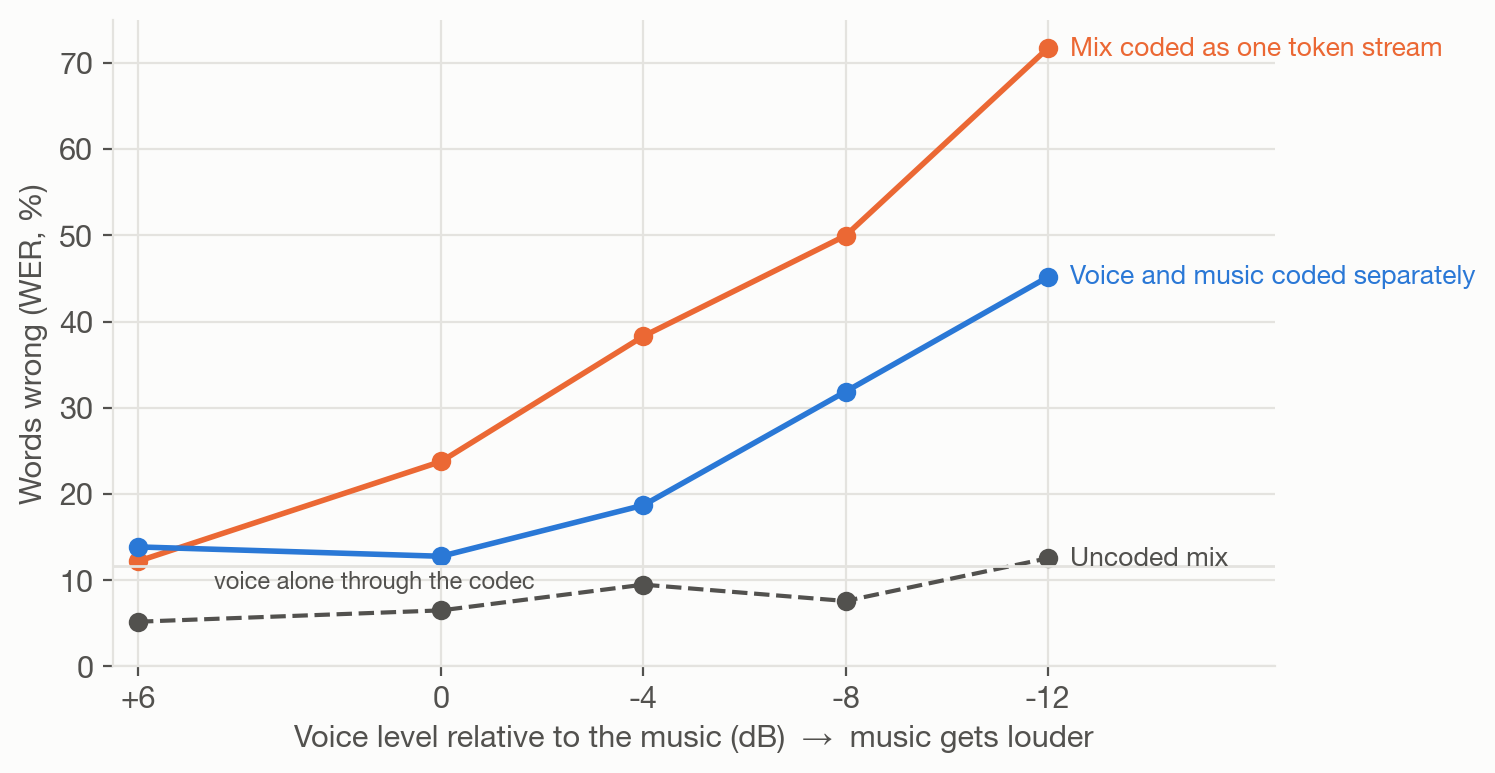 Words wrong (WER, %)
70
60
50
40
30
20
10
0
Mix coded as one token stream
Voice and music coded separately
voice alone through the codec
Uncoded mix
+6
0
-4
-8
-12
Voice level relative to the music (dB) → music gets louder